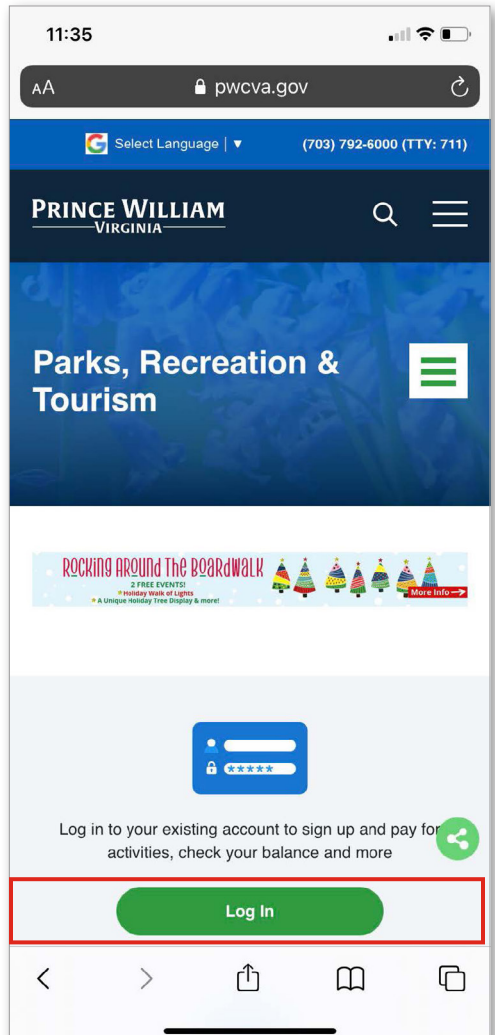 11:35
AA pwcva.gov
Select Language | ▼ (703) 792-6000 (TTY: 711)
PRINCE WILLIAM
VIRGINIA
Parks, Recreation &
Tourism
ROCKING AROUND THE BOARDWALK
2 FREE EVENTS!
★Holiday Walk of Lights
★A Unique Holiday Tree Display & more!
More Info
*****
Log in to your existing account to sign up and pay for
activities, check your balance and more
Log In